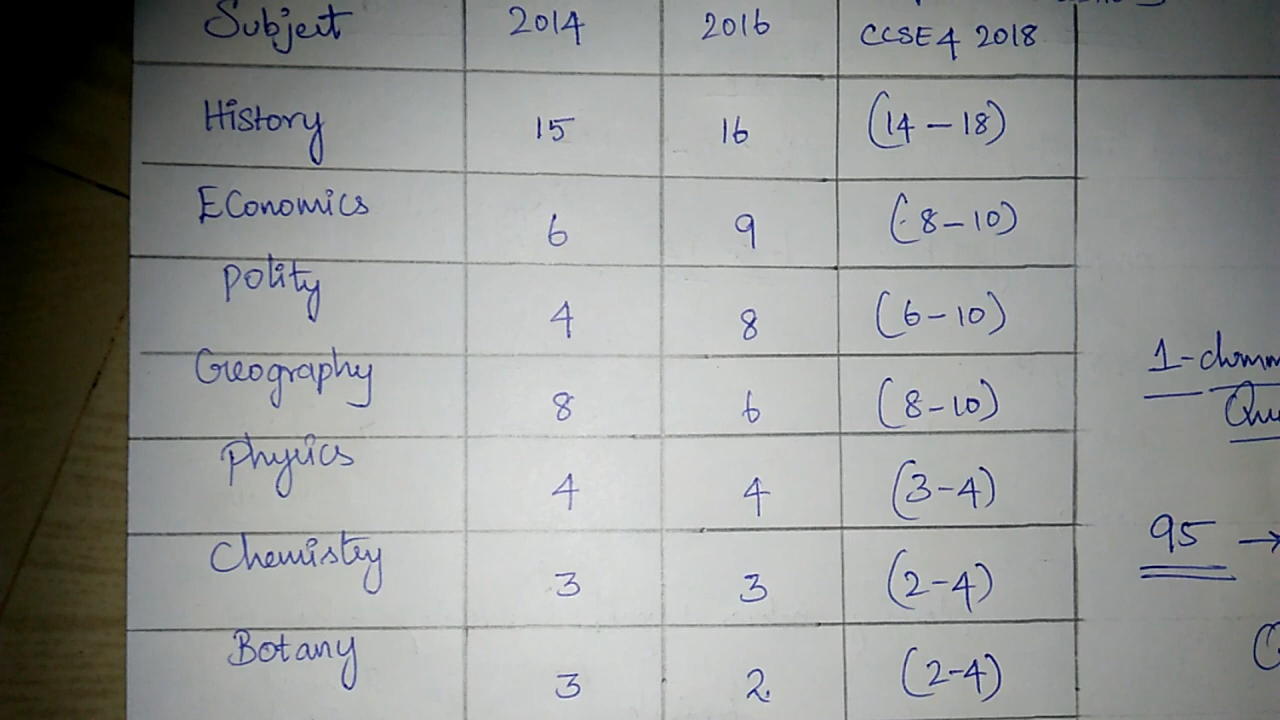 Subject 2014 2016 CCSE4 2018
History 15 16 (14-18)
Economics 6 9 (8-10)
Polity 4 8 (6-10)
Geography 8 6 (8-10)
1-
Physics 4 4 (3-4)
95 →
Chemistry 3 3 (2-4)
Botany 3 2 (2-4)